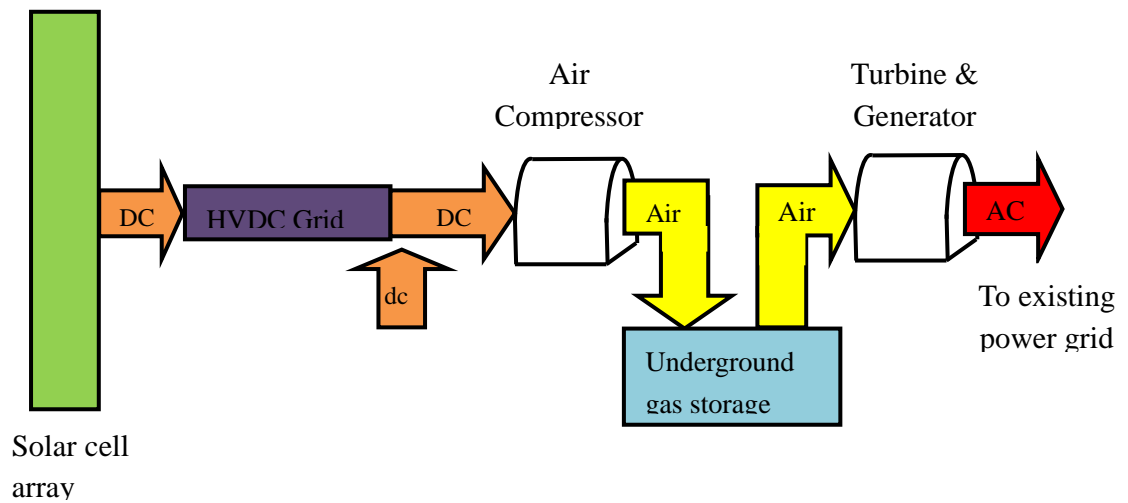 Air
Compressor
Turbine &
Generator
DC
HVDC Grid
DC
Air
Air
AC
dc
To existing
power grid
Underground
gas storage
Solar cell
array